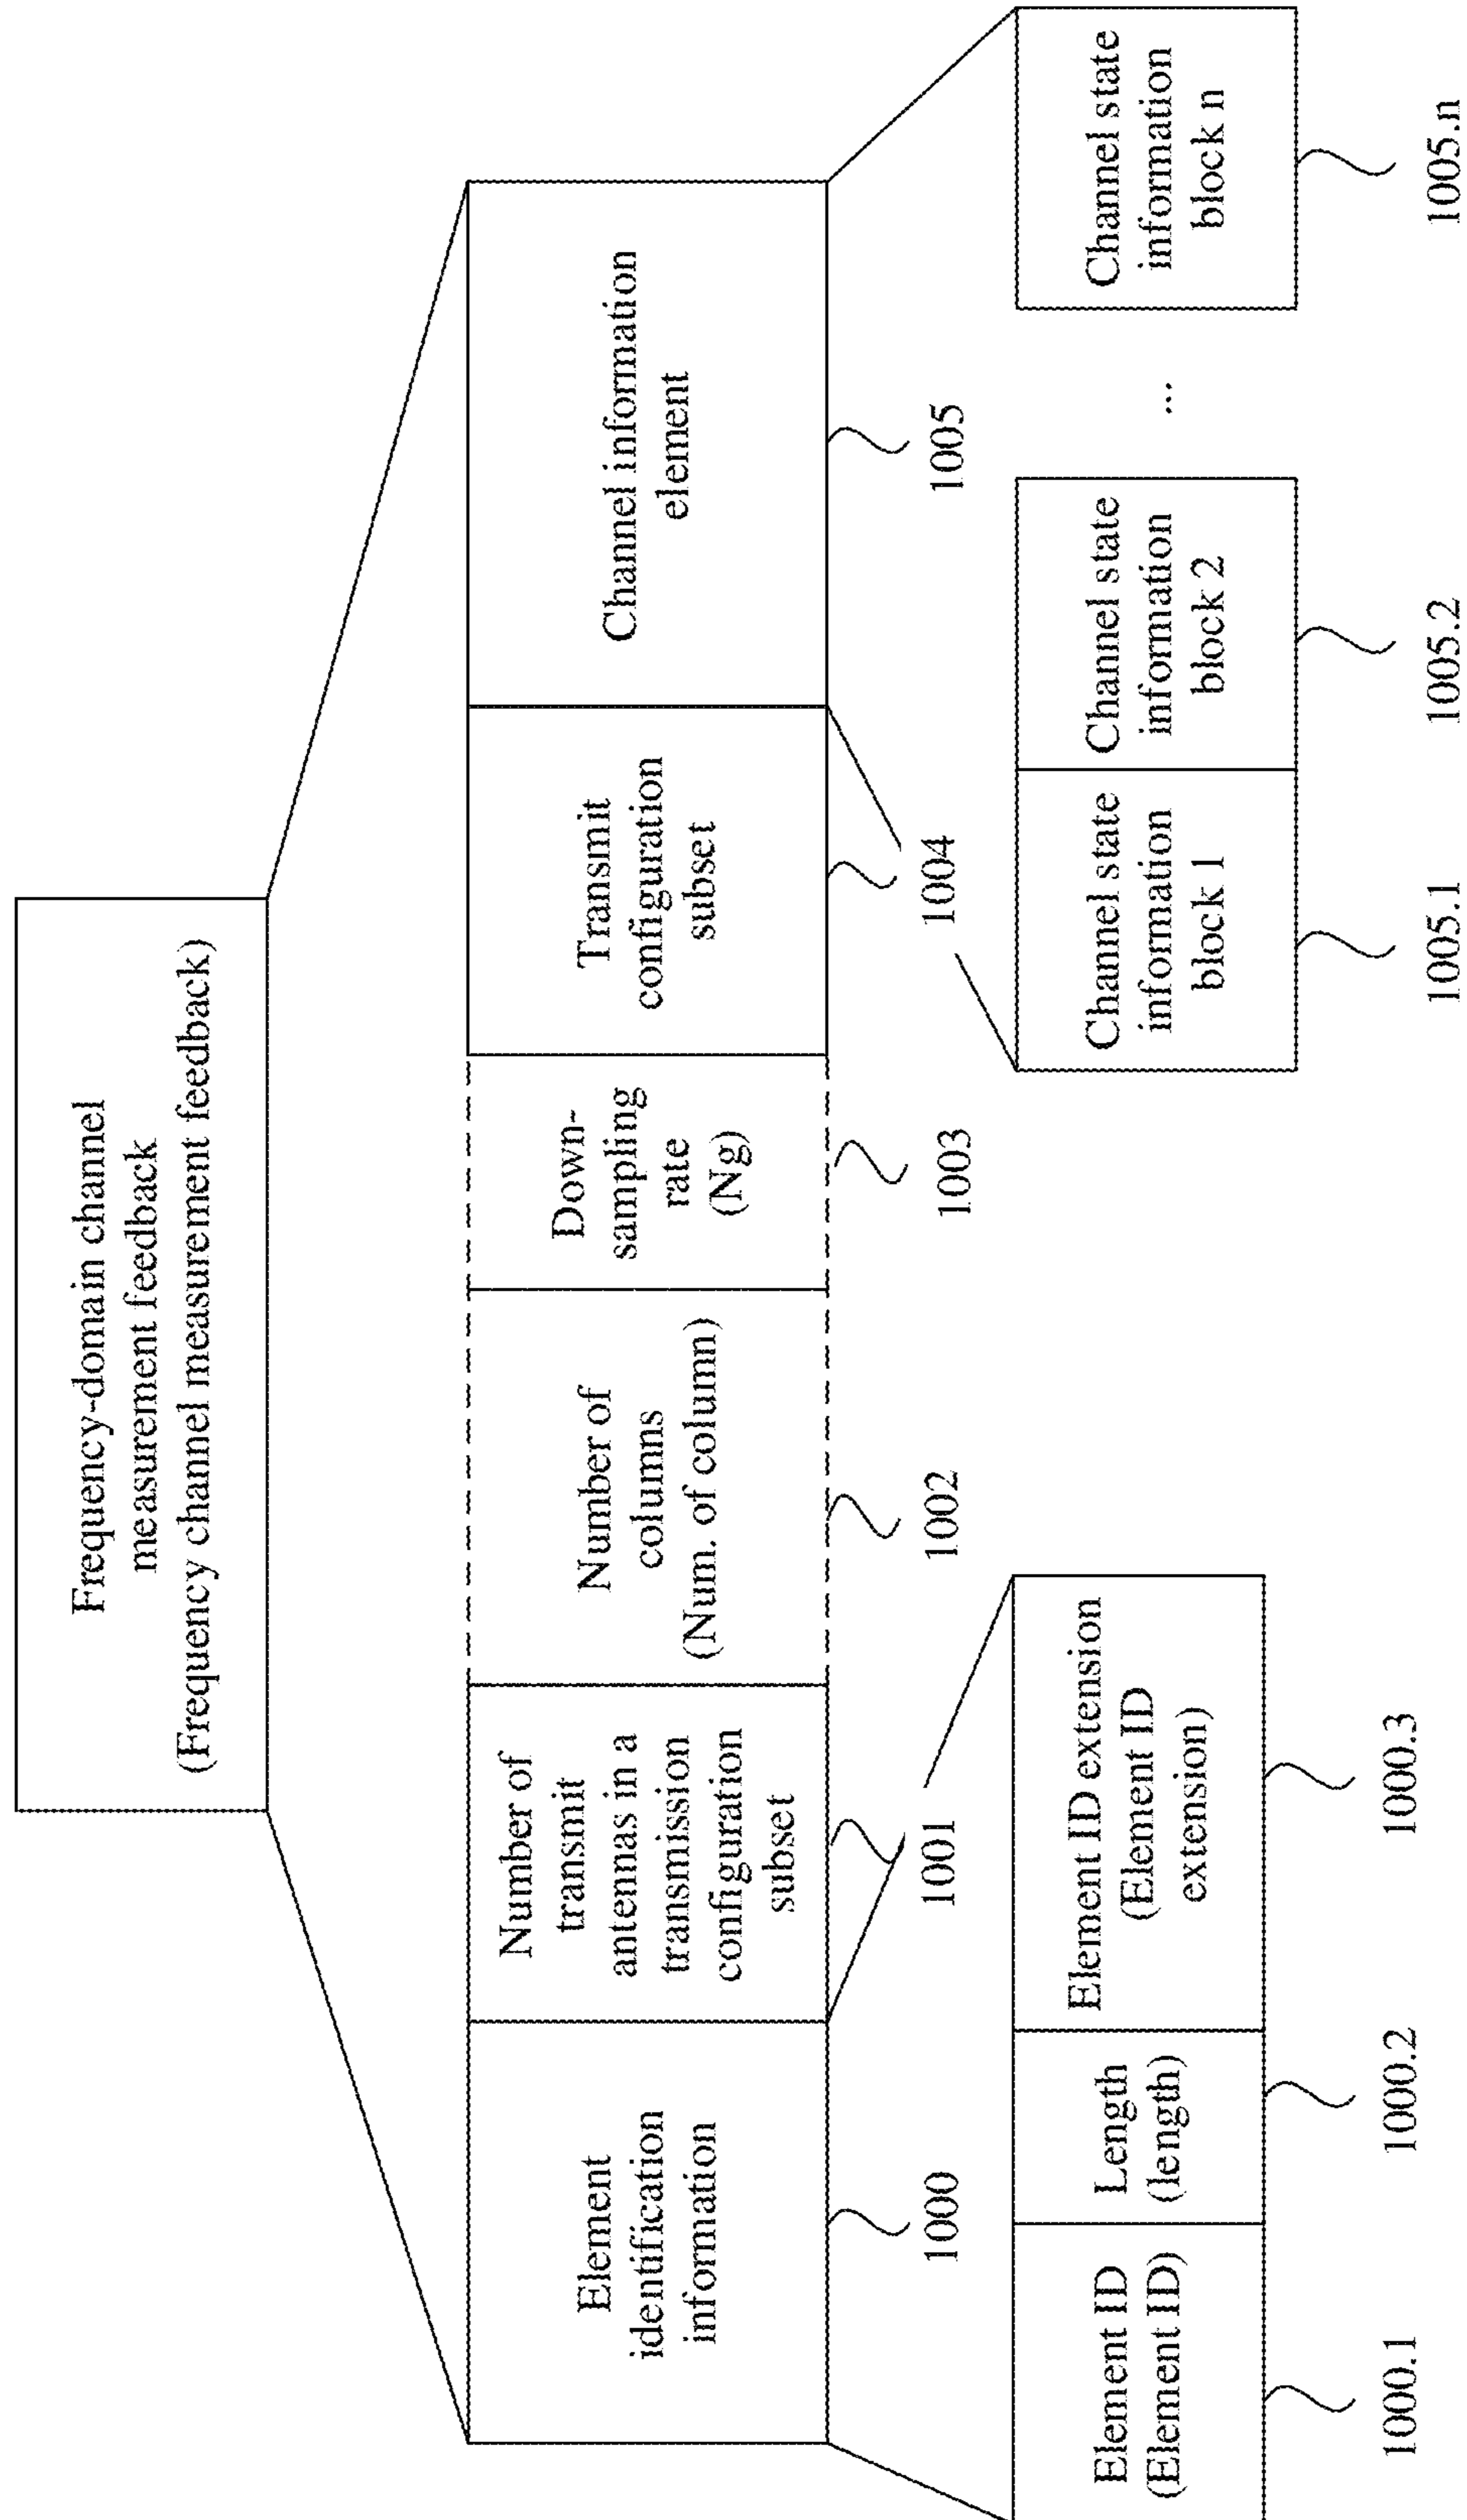 Frequency-domain channel
measurement feedback
(Frequency channel measurement feedback)
Element
identification
information
Number of
transmit
antennas in a
transmission
configuration
subset
Number of
columns
(Num. of column)
Down-
sampling
rate
(Ng)
Transmit
configuration
subset
Channel information
element
1000
1001
1002
1003
1004
1005
Element ID
(Element ID)
Length
(length)
Element ID extension
(Element ID
extension)
1000.1
1000.2
1000.3
Channel state
information
block 1
Channel state
information
block 2
...
Channel state
information
block n
1005.1
1005.2
1005.n